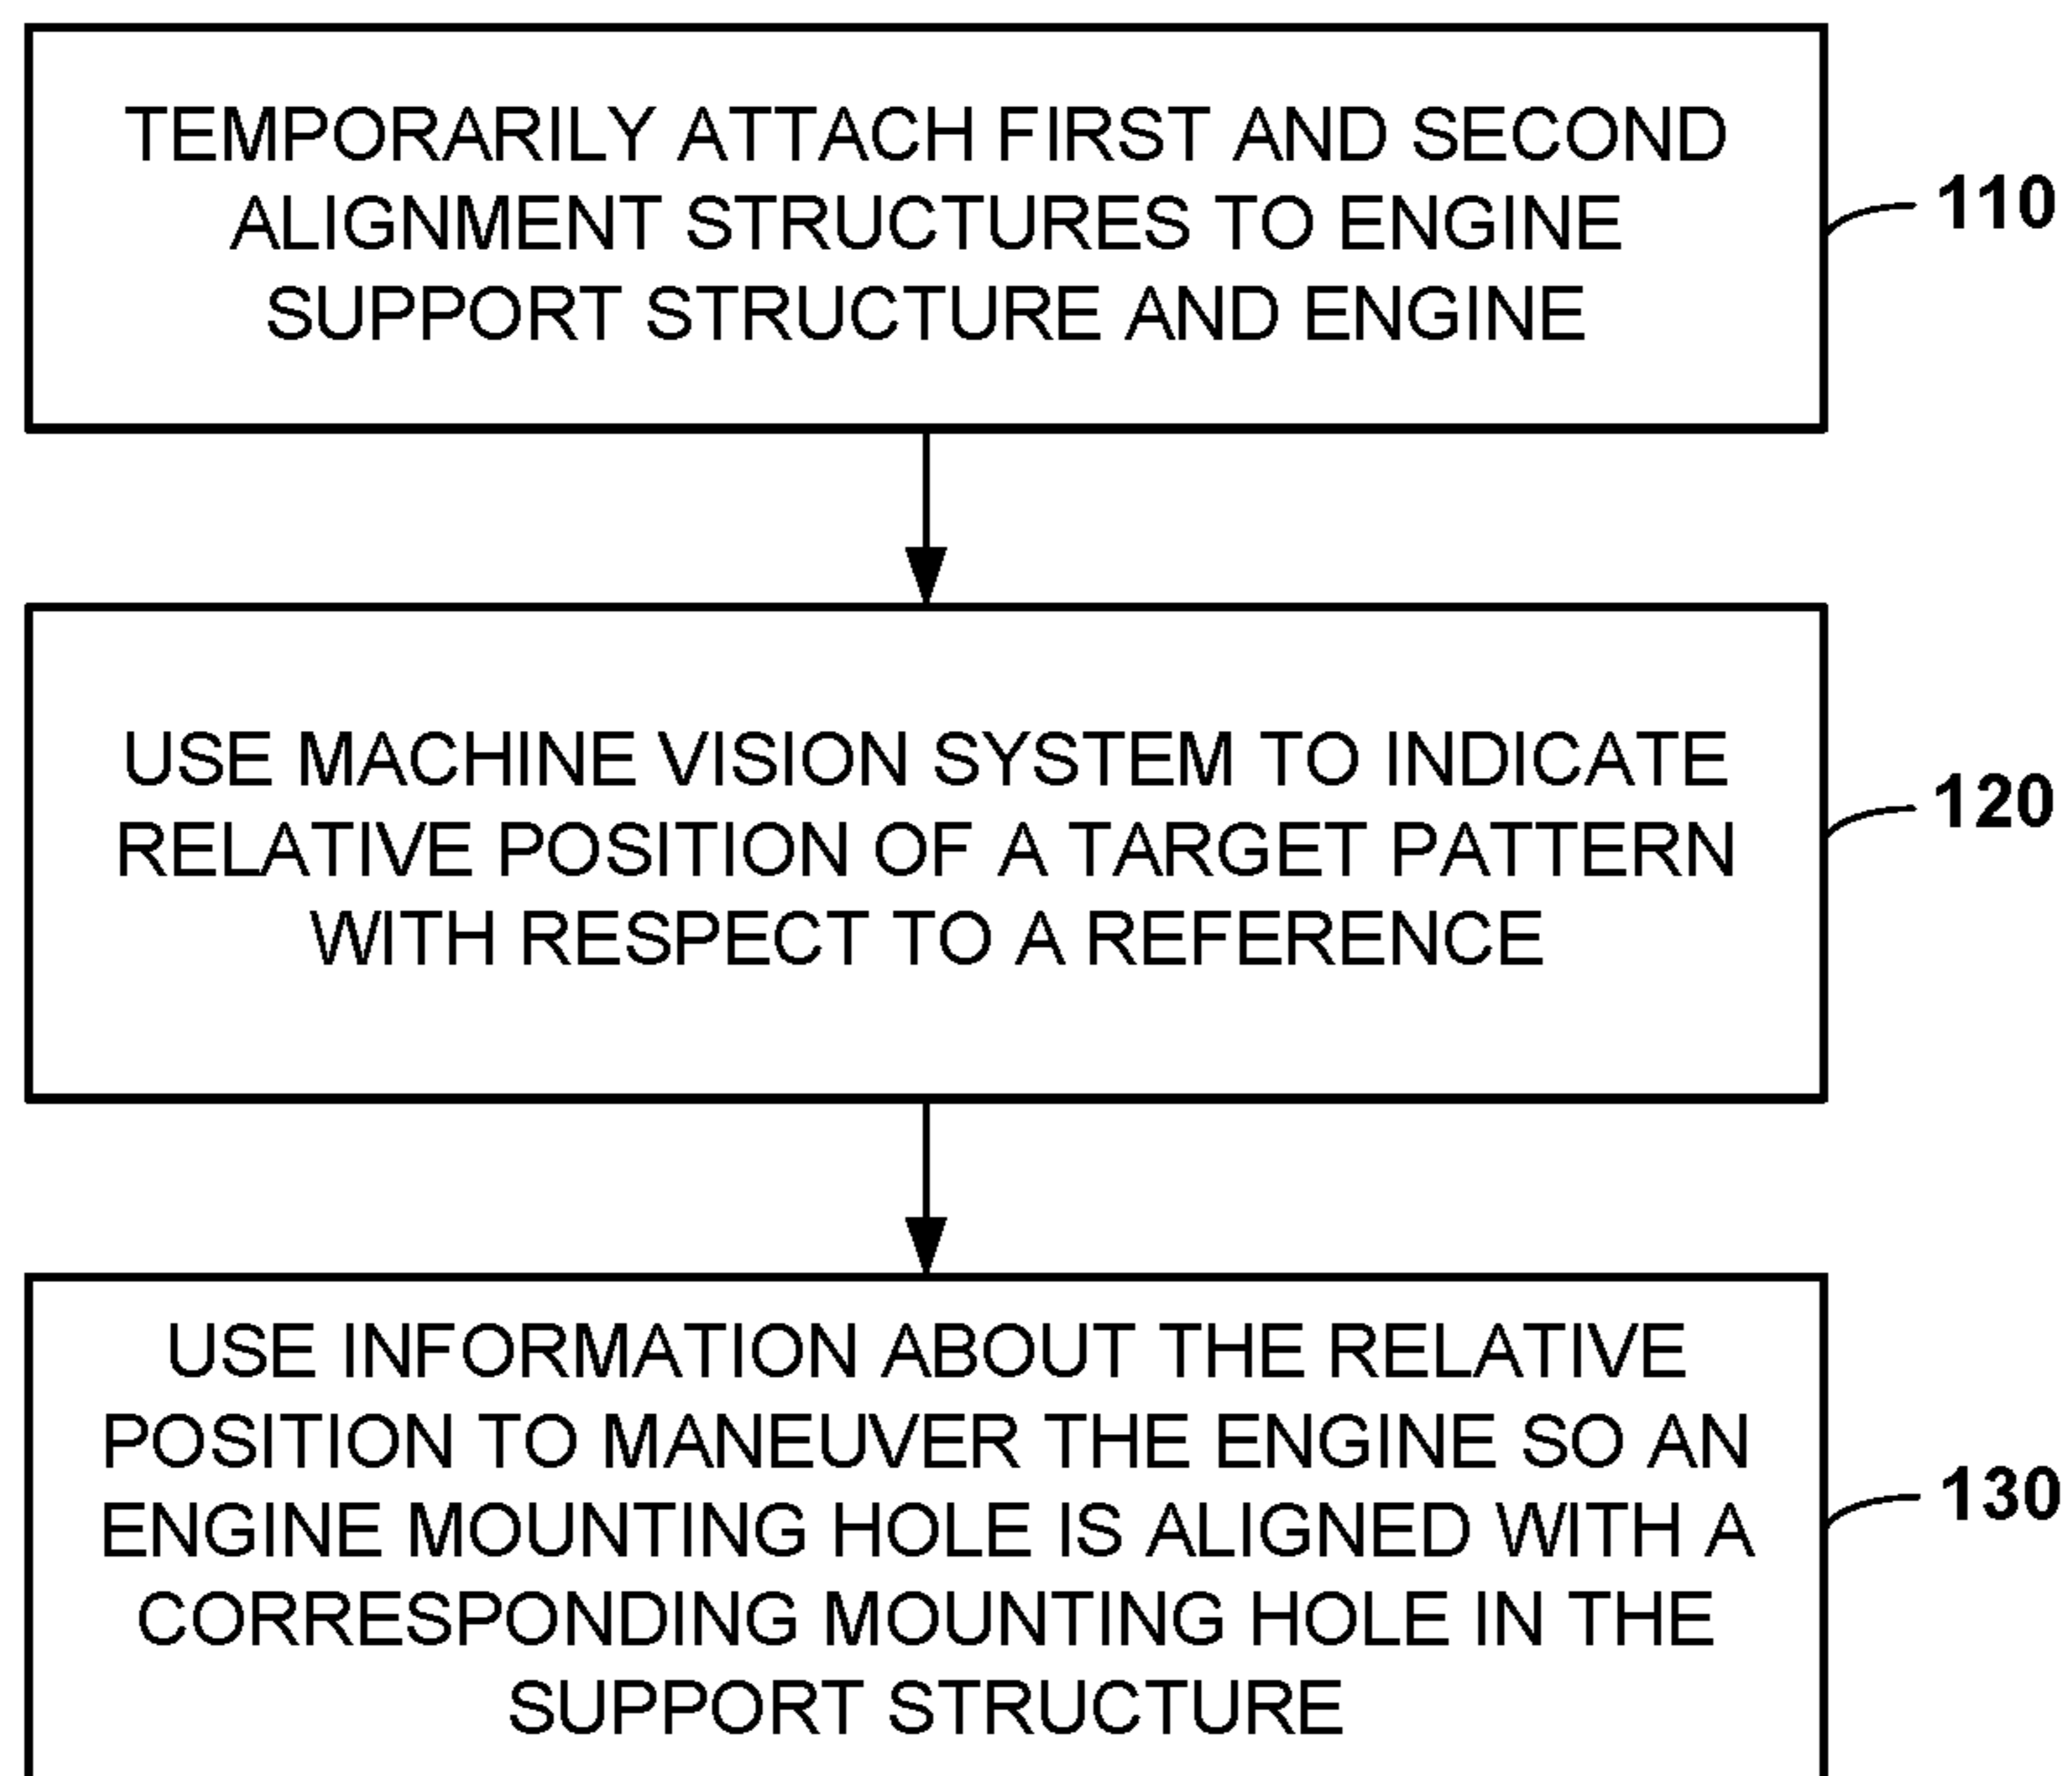 TEMPORARILY ATTACH FIRST AND SECOND
ALIGNMENT STRUCTURES TO ENGINE
SUPPORT STRUCTURE AND ENGINE
110
USE MACHINE VISION SYSTEM TO INDICATE
RELATIVE POSITION OF A TARGET PATTERN
WITH RESPECT TO A REFERENCE
120
USE INFORMATION ABOUT THE RELATIVE
POSITION TO MANEUVER THE ENGINE SO AN
ENGINE MOUNTING HOLE IS ALIGNED WITH A
CORRESPONDING MOUNTING HOLE IN THE
SUPPORT STRUCTURE
130